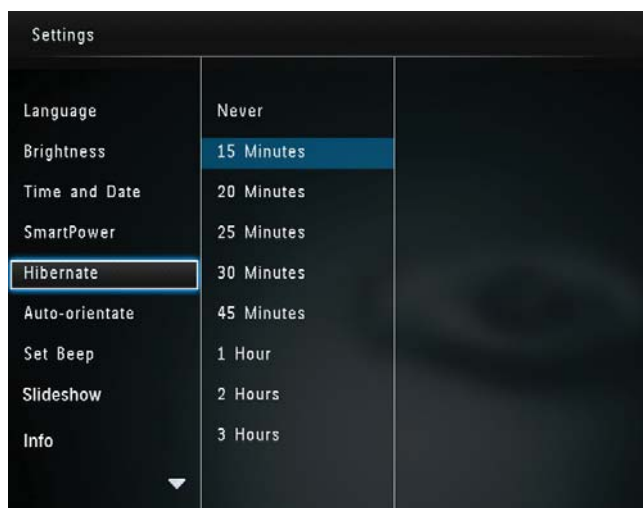 Settings
Language
Brightness
Time and Date
SmartPower
Hibernate
Auto-orientate
Set Beep
Slideshow
Info
Never
15 Minutes
20 Minutes
25 Minutes
30 Minutes
45 Minutes
1 Hour
2 Hours
3 Hours